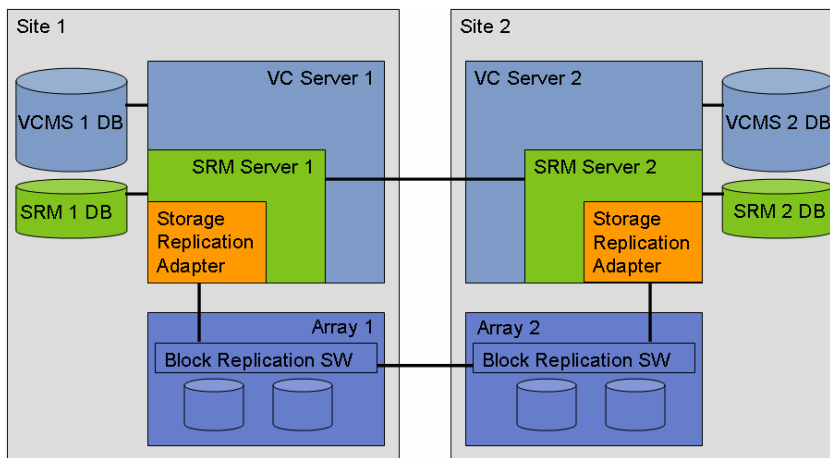 Site 1
VC Server 1
VCMS 1 DB
SRM Server 1
SRM 1 DB
Storage
Replication
Adapter
Array 1
Block Replication SW
Site 2
VC Server 2
VCMS 2 DB
SRM Server 2
SRM 2 DB
Storage
Replication
Adapter
Array 2
Block Replication SW